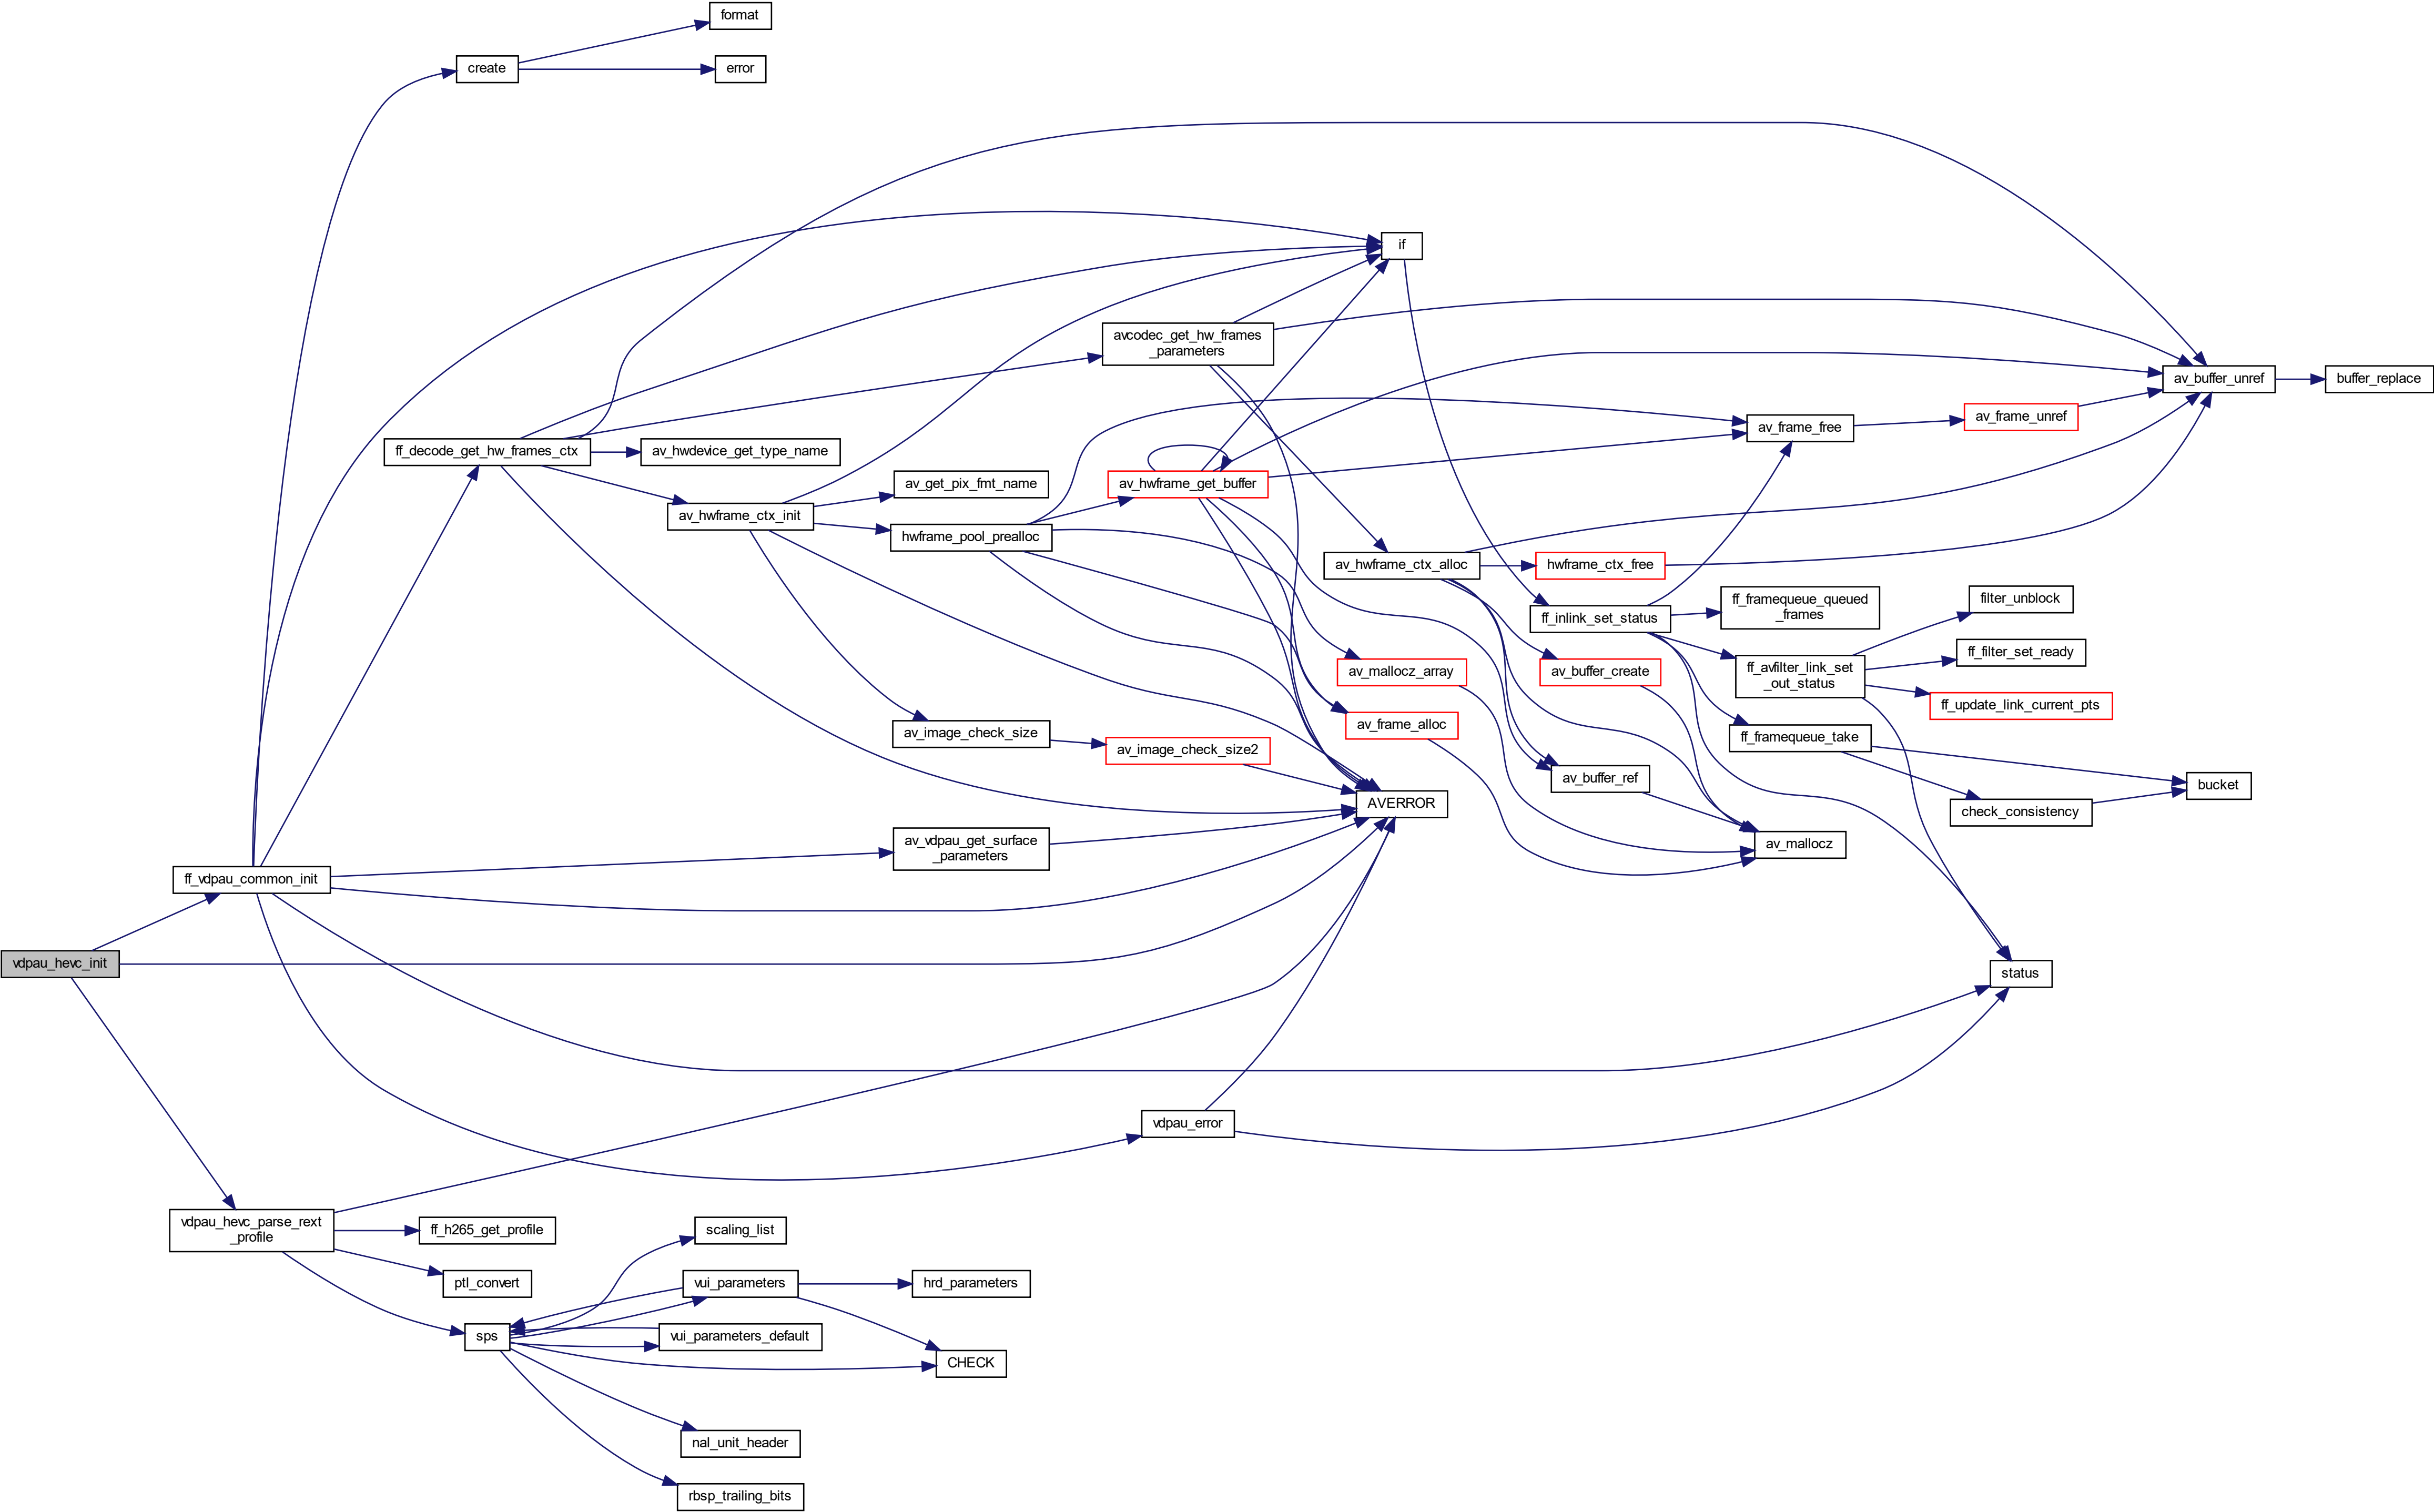 format
create
error
if
avcodec_get_hw_frames
_parameters
av_buffer_unref
buffer_replace
av_frame_unref
av_frame_free
ff_decode_get_hw_frames_ctx
av_hwdevice_get_type_name
av_get_pix_fmt_name
av_hwframe_get_buffer
av_hwframe_ctx_init
hwframe_pool_prealloc
av_hwframe_ctx_alloc
hwframe_ctx_free
filter_unblock
ff_framequeue_queued
_frames
ff_inlink_set_status
ff_filter_set_ready
av_mallocz_array
av_buffer_create
ff_avfilter_link_set
_out_status
ff_update_link_current_pts
av_frame_alloc
av_image_check_size
av_image_check_size2
ff_framequeue_take
av_buffer_ref
bucket
AVERROR
check_consistency
av_vdpau_get_surface
_parameters
av_mallocz
ff_vdpau_common_init
vdpau_hevc_init
status
vdpau_error
vdpau_hevc_parse_rext
_profile
ff_h265_get_profile
scaling_list
ptl_convert
vui_parameters
hrd_parameters
sps
vui_parameters_default
CHECK
nal_unit_header
rbsp_trailing_bits